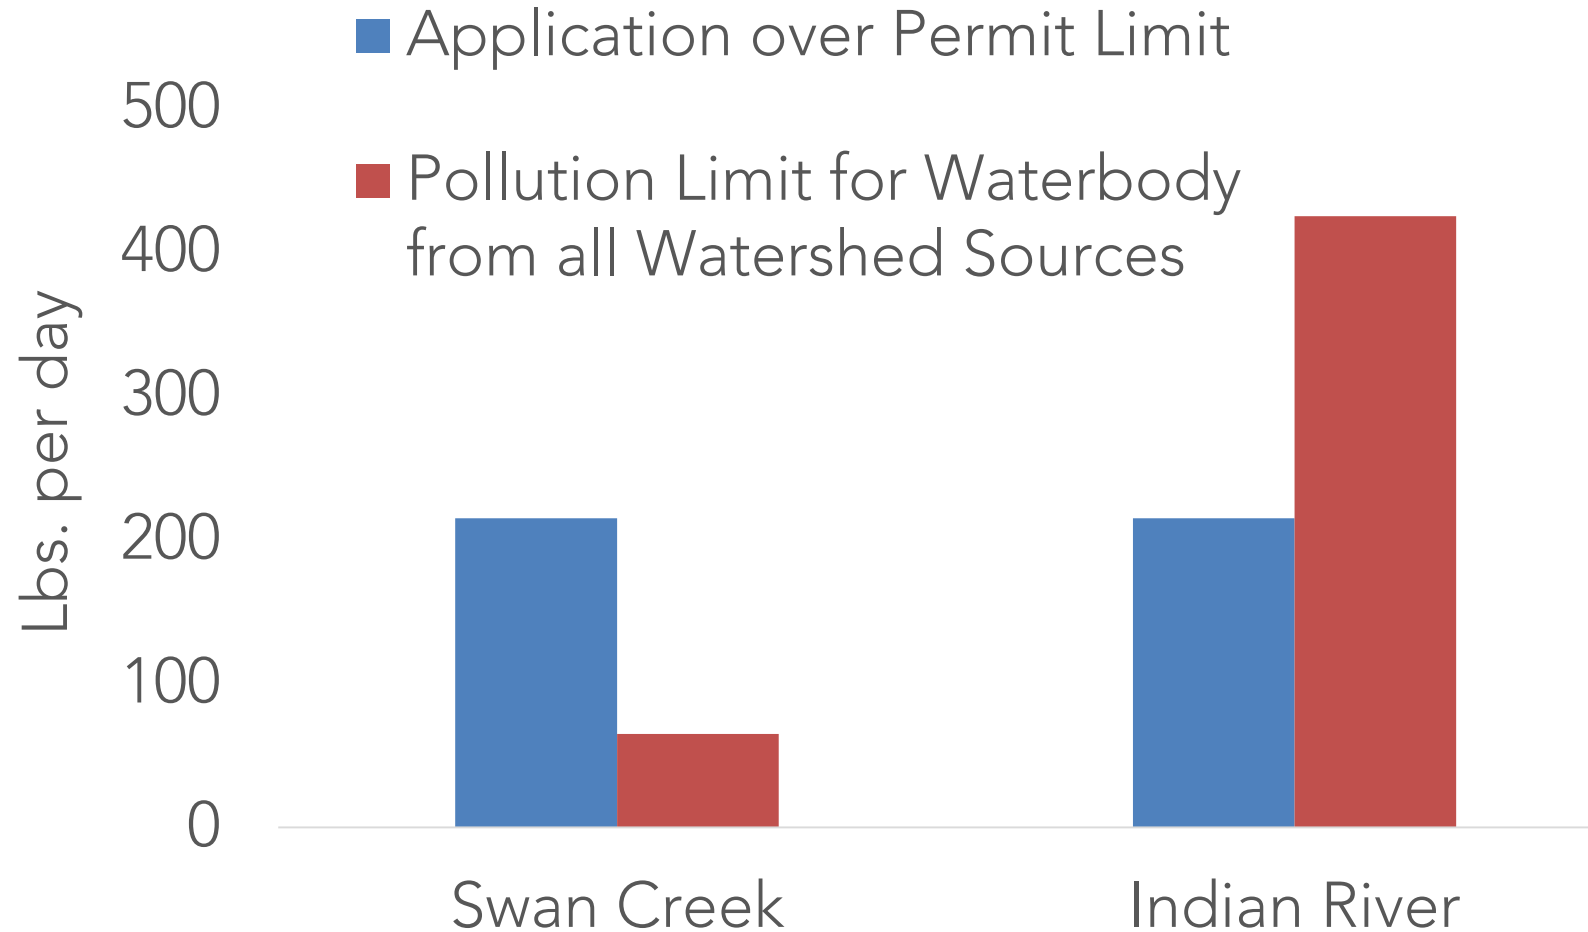 Application over Permit Limit
Pollution Limit for Waterbody
from all Watershed Sources
500
400
300
200
100
0
Lbs. per day
Swan Creek
Indian River